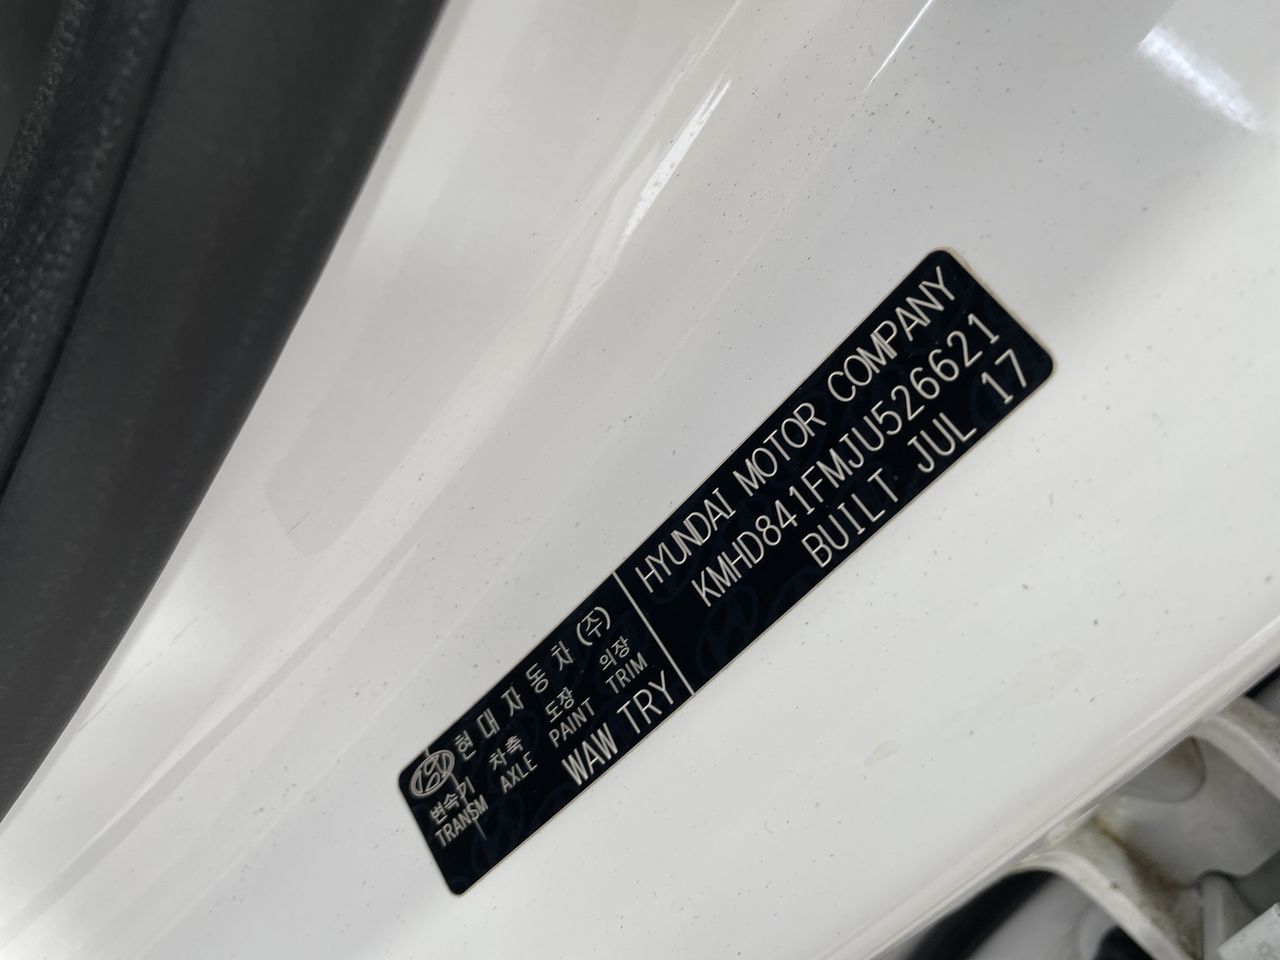 현대자동차(주)
변속기 차축 도장 의장
TRANSM AXLE PAINT TRIM
WAW TRY
HYUNDAI MOTOR COMPANY
KMHD841FMJU526621
BUILT JUL 17